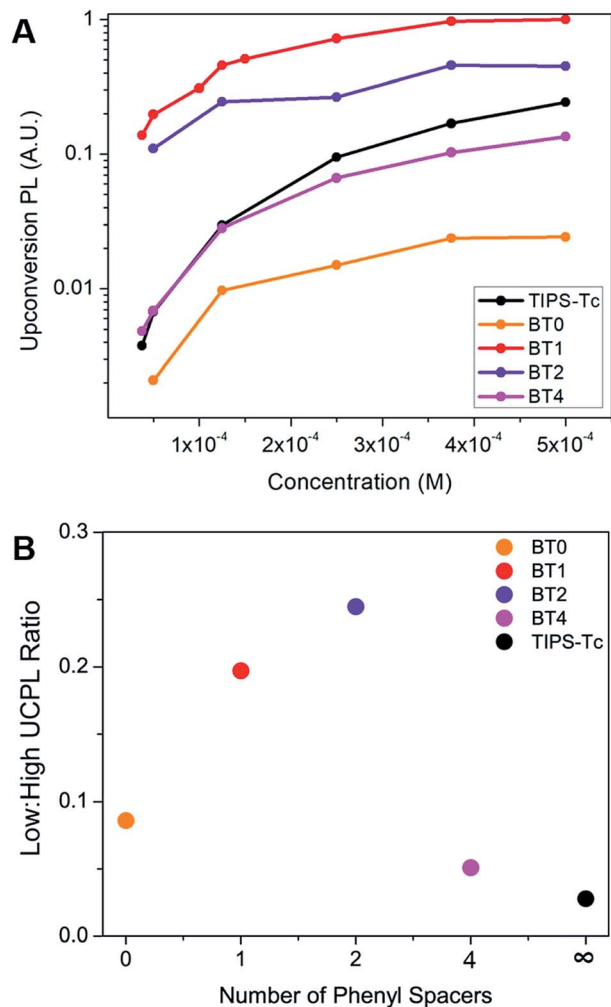 A
Upconversion PL (A.U.)
1
0.1
0.01
TIPS-Tc
BT0
BT1
BT2
BT4
1x10⁻⁴
2x10⁻⁴
3x10⁻⁴
4x10⁻⁴
5x10⁻⁴
Concentration (M)
B
Low:High UCPL Ratio
0.3
0.2
0.1
0.0
BT0
BT1
BT2
BT4
TIPS-Tc
0
1
2
4
∞
Number of Phenyl Spacers